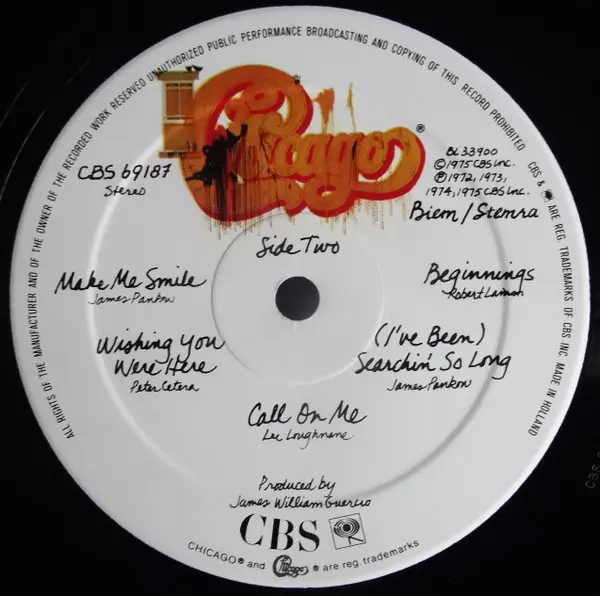 ALL RIGHTS OF THE MANUFACTURER AND OF THE OWNER OF THE RECORDED WORK RESERVED UNAUTHORIZED PUBLIC PERFORMANCE BROADCASTING AND COPYING OF THIS RECORD PROHIBITED CBS & ARE REG. TRADEMARKS OF CBS INC. MADE IN HOLLAND
Chicago®
CBS 69187
Stereo
BL 33900
©1975 CBS Inc.
℗1972, 1973,
1974, 1975 CBS Inc.
Biem/Stemra
Side Two
Make Me Smile
James Pankow
Beginnings
Robert Lamm
Wishing You
Were Here
Peter Cetera
(I've Been)
Searchin' So Long
James Pankow
Call On Me
Lee Loughnane
Produced by
James William Guercio
CBS
CHICAGO® and Chicago® are reg. trademarks